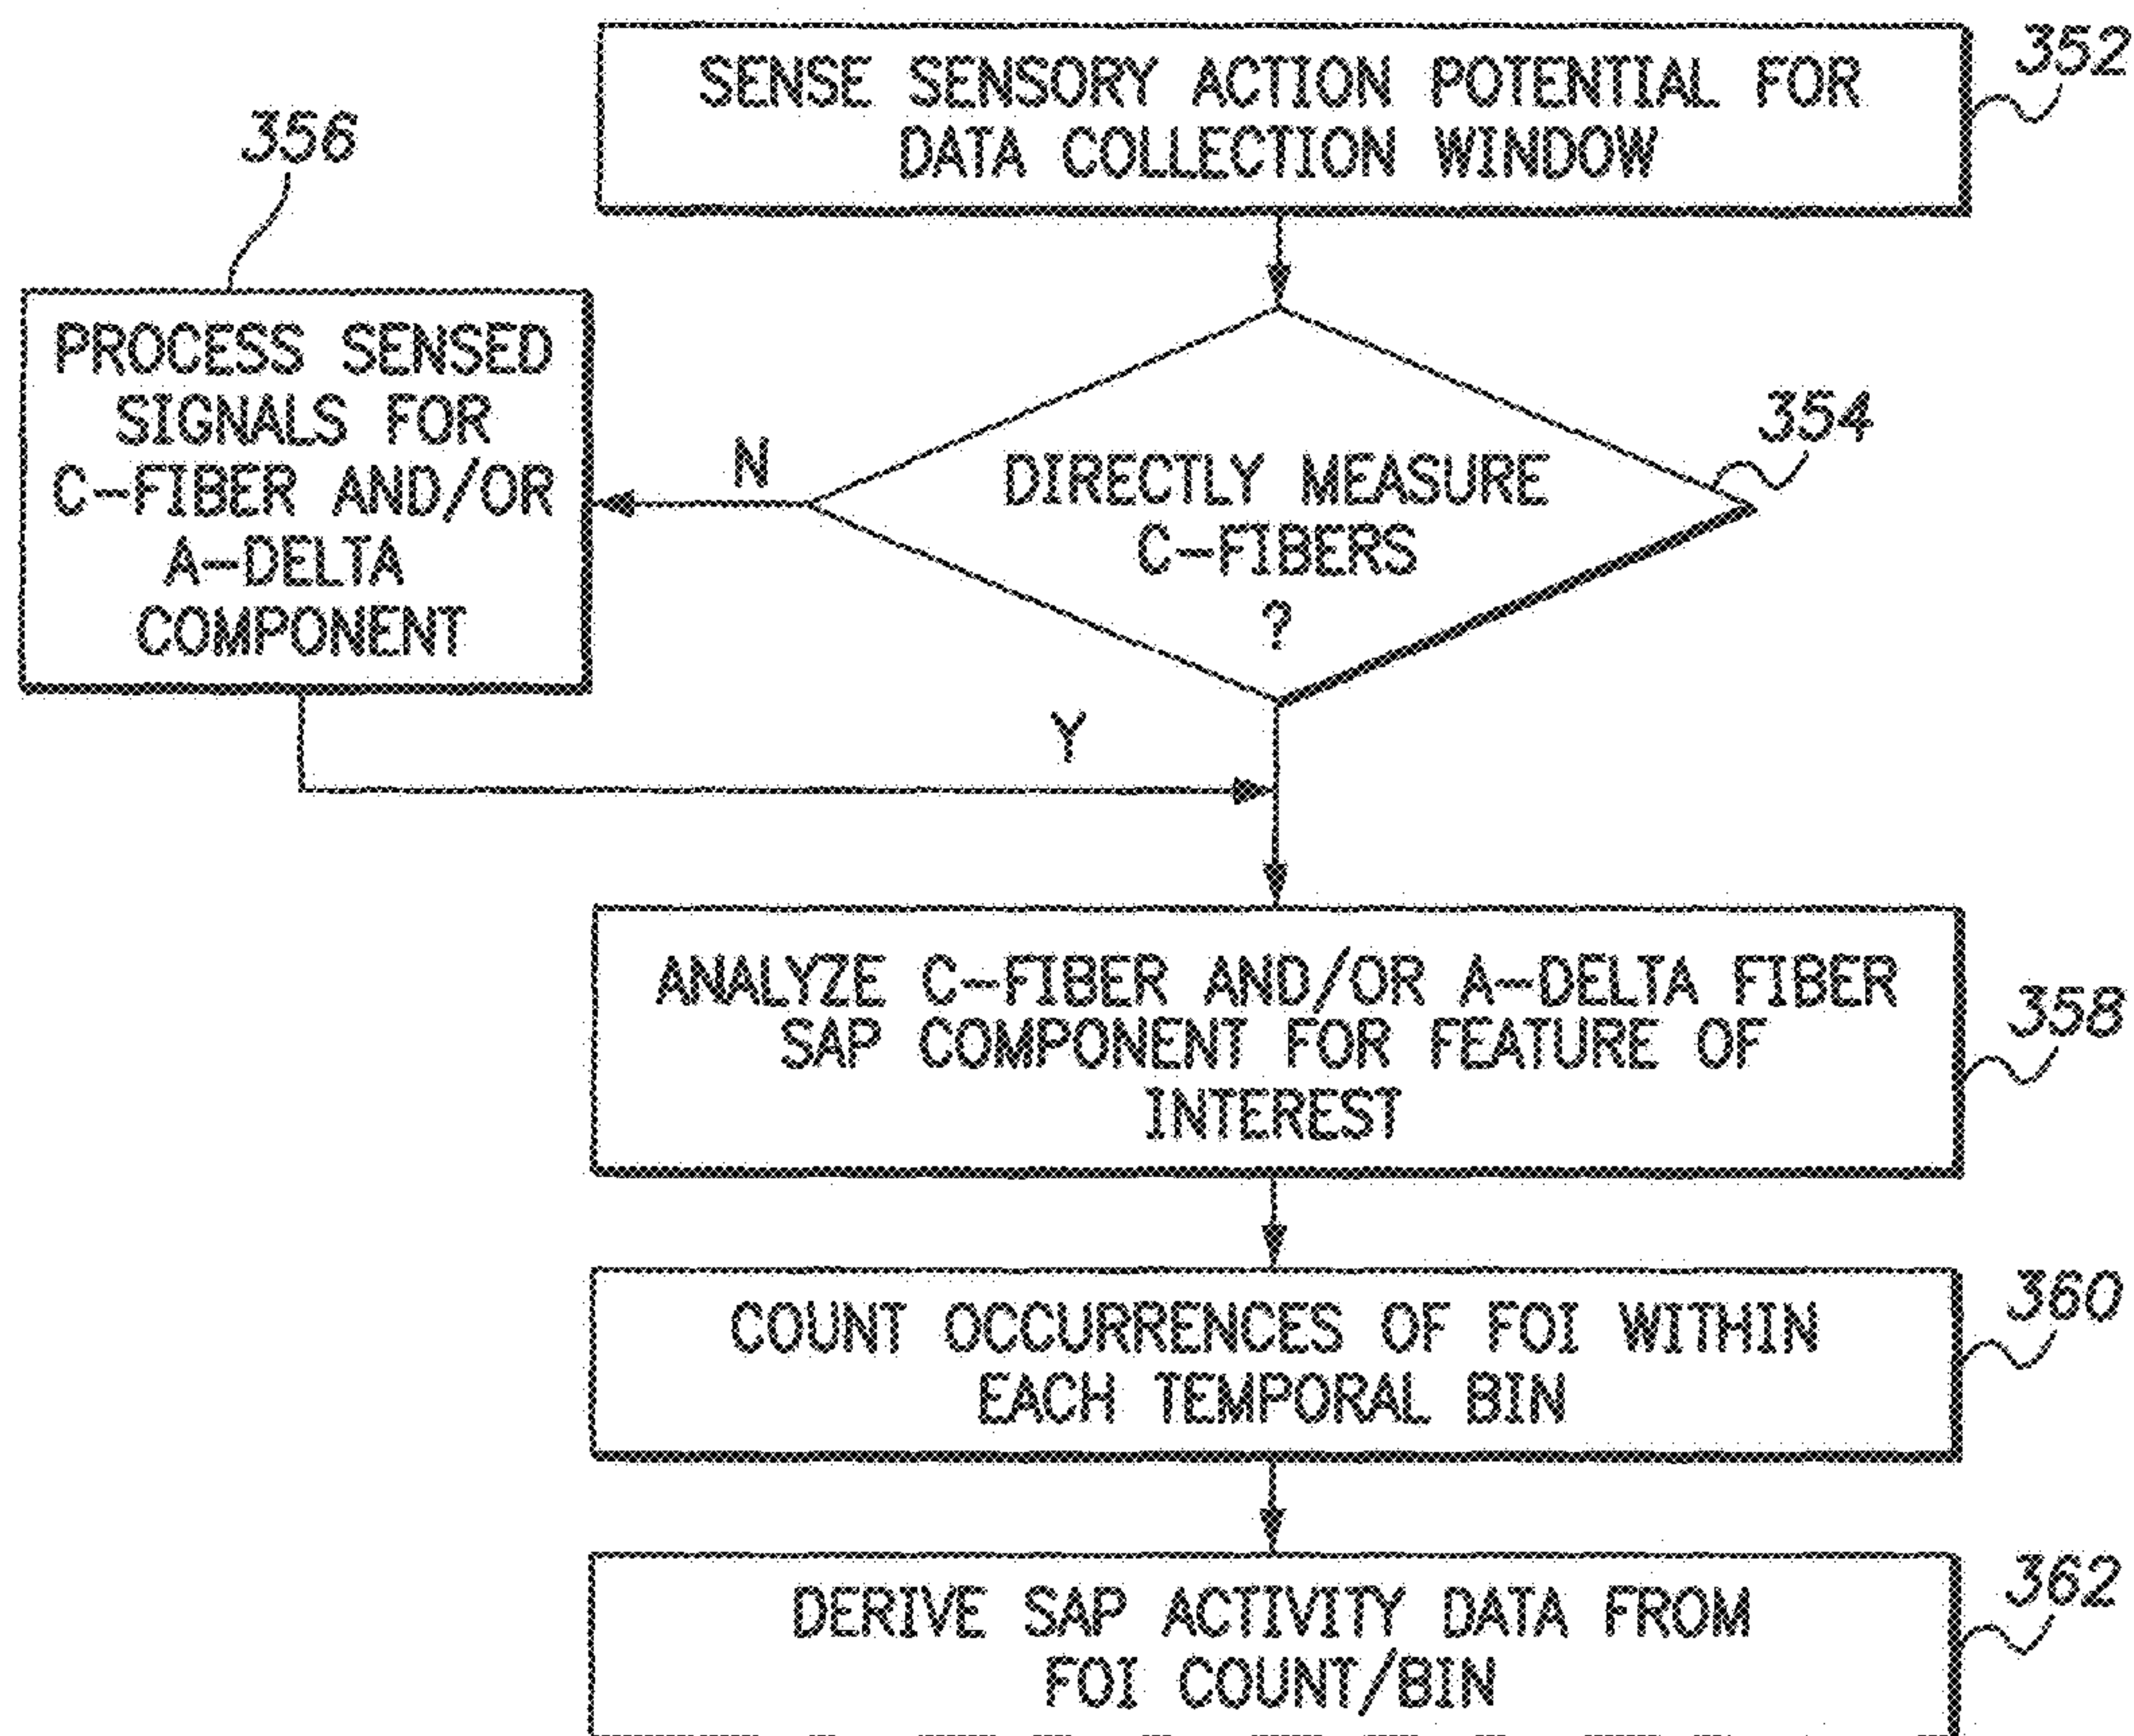 SENSE SENSORY ACTION POTENTIAL FOR
DATA COLLECTION WINDOW
352
356
PROCESS SENSED
SIGNALS FOR
C-FIBER AND/OR
A-DELTA
COMPONENT
N
DIRECTLY MEASURE
C-FIBERS
?
354
Y
ANALYZE C-FIBER AND/OR A-DELTA FIBER
SAP COMPONENT FOR FEATURE OF
INTEREST
358
COUNT OCCURRENCES OF FOI WITHIN
EACH TEMPORAL BIN
360
DERIVE SAP ACTIVITY DATA FROM
FOI COUNT/BIN
362